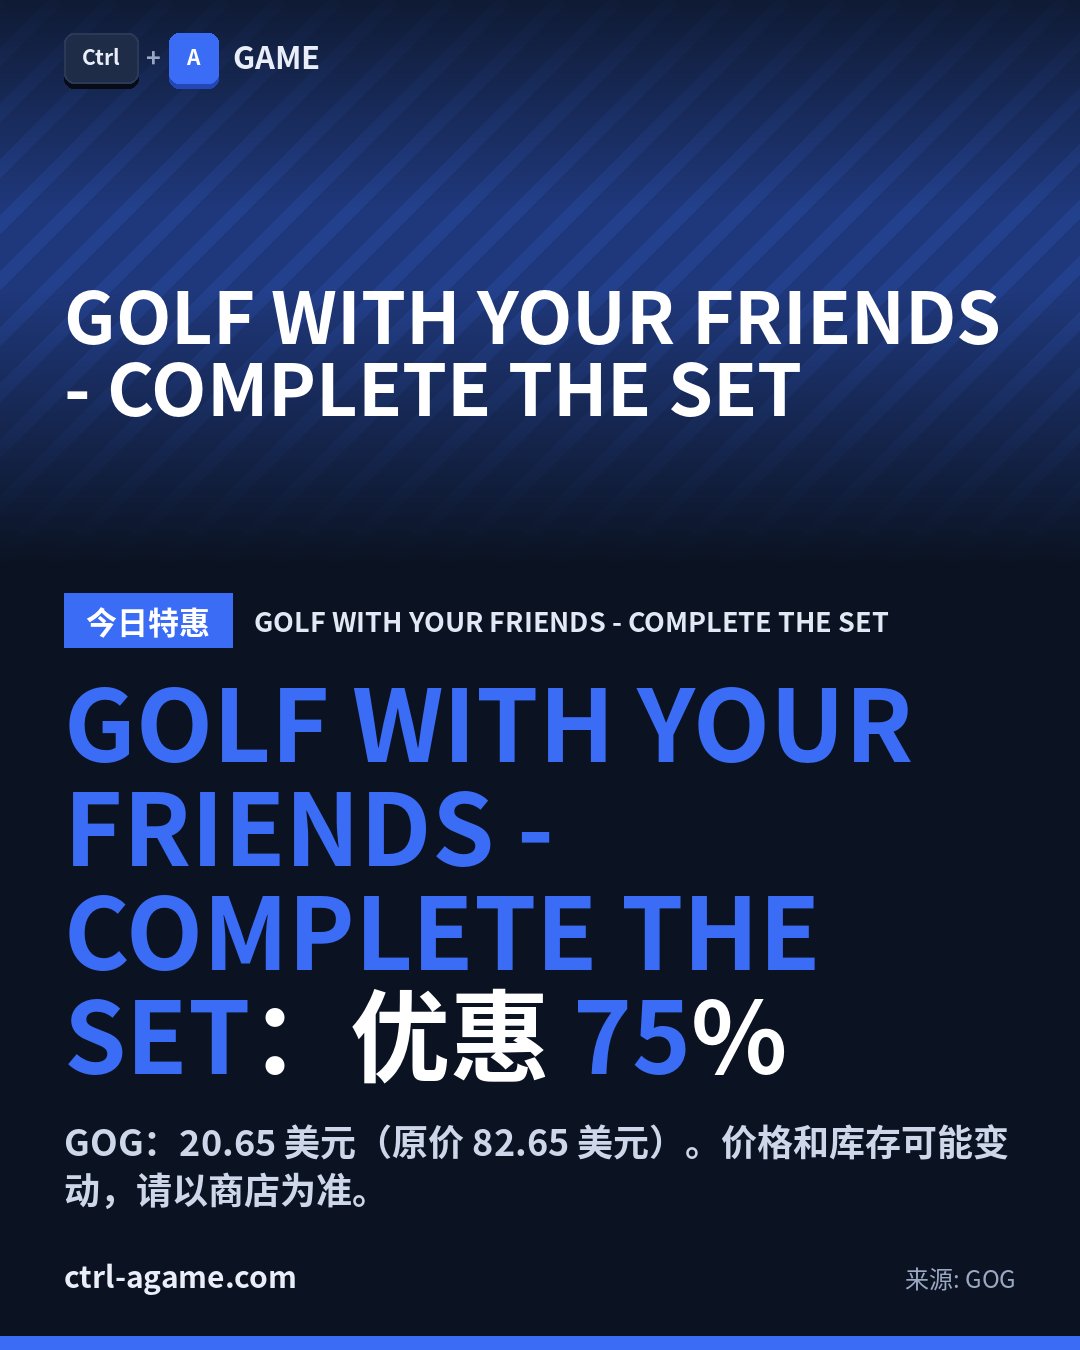 Ctrl + A GAME
GOLF WITH YOUR FRIENDS
- COMPLETE THE SET
今日特惠 GOLF WITH YOUR FRIENDS - COMPLETE THE SET
GOLF WITH YOUR
FRIENDS -
COMPLETE THE
SET：优惠 75%
GOG：20.65 美元（原价 82.65 美元）。价格和库存可能变
动，请以商店为准。
ctrl-agame.com
来源: GOG